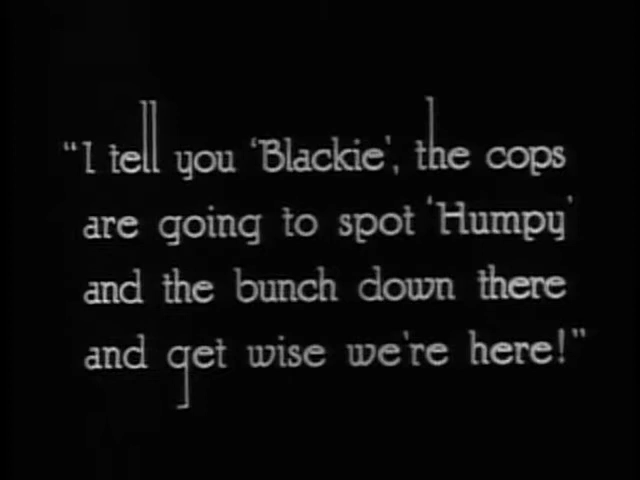 “I tell you ‘Blackie’, the cops
are going to spot ‘Humpy’
and the bunch down there
and get wise we're here!”